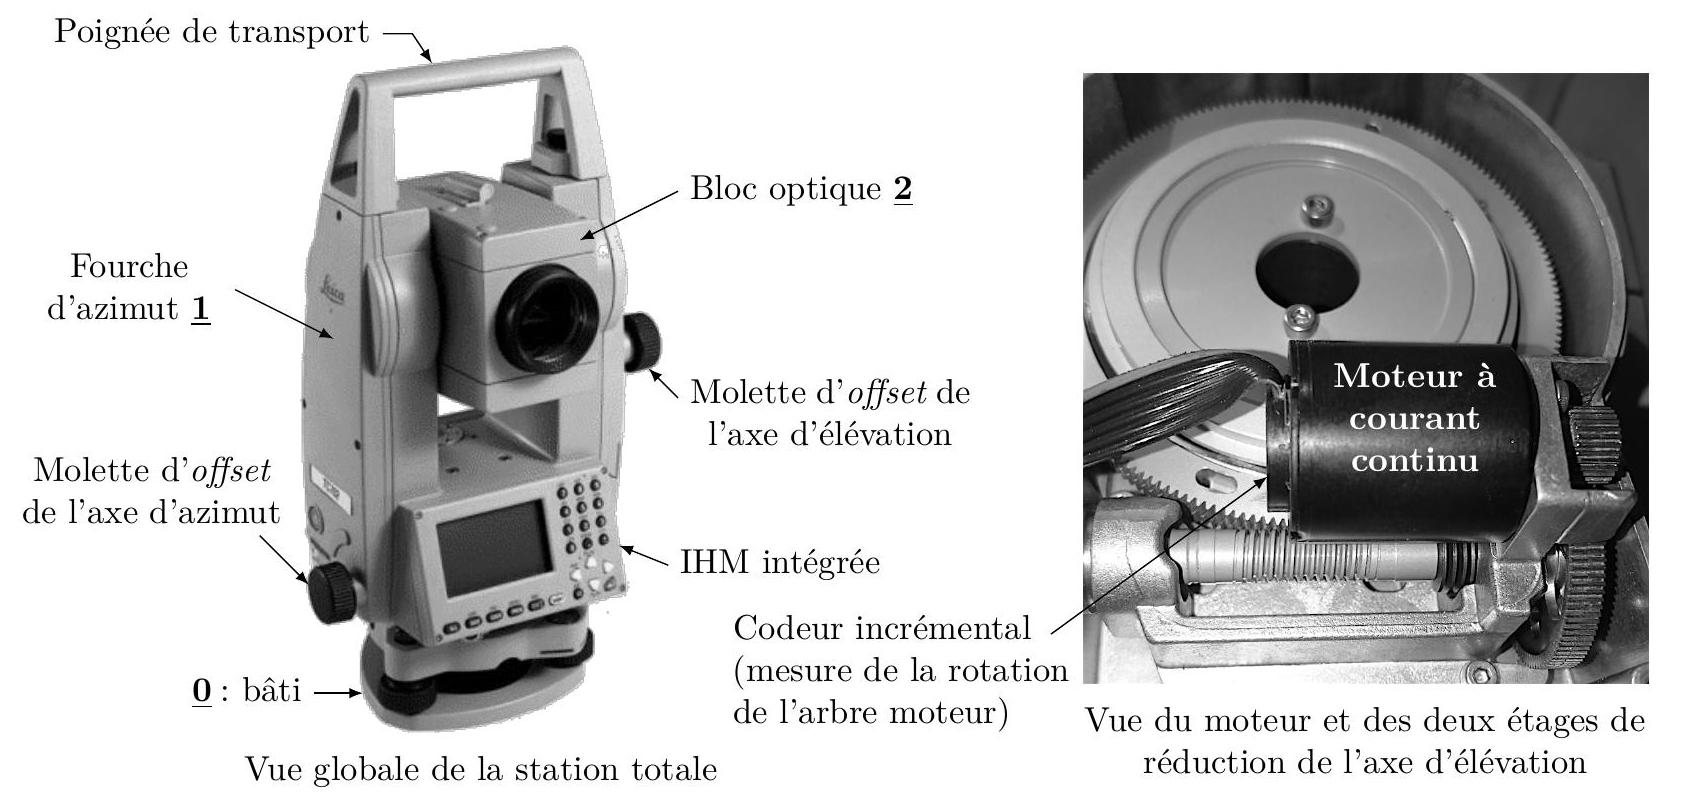 Poignée de transport
Bloc optique 2
Fourche
d'azimut 1
Leica
Molette d'offset de
l'axe d'élévation
Molette d'offset
de l'axe d'azimut
IHM intégrée
0 : bâti
Vue globale de la station totale
Moteur à
courant
continu
Codeur incrémental
(mesure de la rotation
de l'arbre moteur)
Vue du moteur et des deux étages de
réduction de l'axe d'élévation